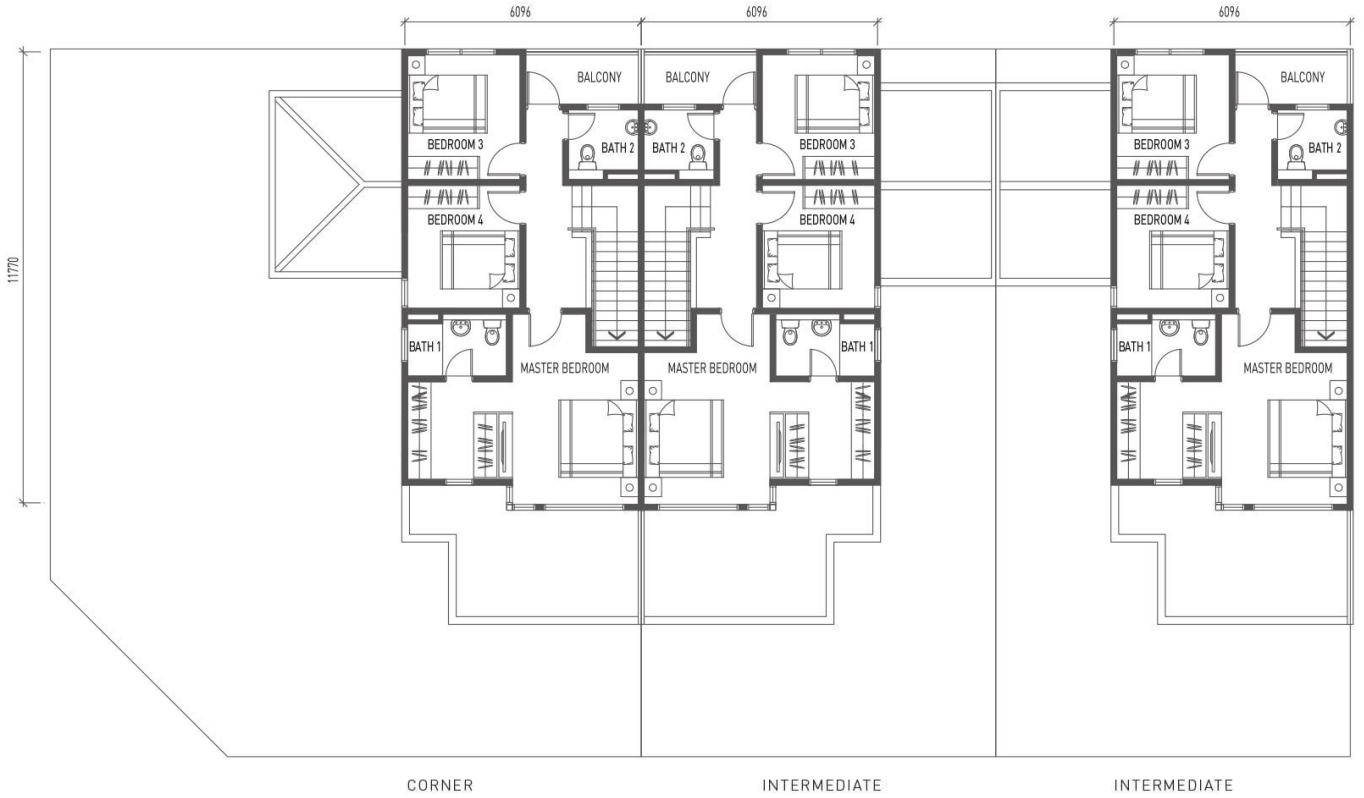 6096
6096
6096
BALCONY
BALCONY
BALCONY
BEDROOM 3
BATH 2
BATH 2
BEDROOM 3
BEDROOM 3
BATH 2
BEDROOM 4
BEDROOM 4
BEDROOM 4
11770
BATH 1
BATH 1
BATH 1
MASTER BEDROOM
MASTER BEDROOM
MASTER BEDROOM
CORNER
INTERMEDIATE
INTERMEDIATE